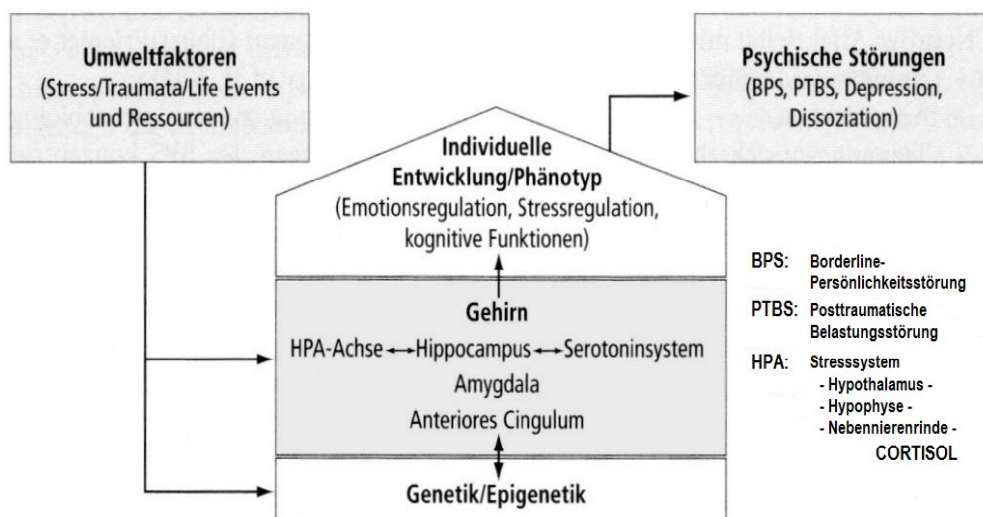 Umweltfaktoren
(Stress/Traumata/Life Events
und Ressourcen)
Psychische Störungen
(BPS, PTBS, Depression,
Dissoziation)
Individuelle
Entwicklung/Phänotyp
(Emotionsregulation, Stressregulation,
kognitive Funktionen)
Gehirn
HPA-Achse Hippocampus Serotoninsystem
Amygdala
Anteriores Cingulum
Genetik/Epigenetik
BPS: Borderline-
Persönlichkeitsstörung
PTBS: Posttraumatische
Belastungsstörung
HPA: Stresssystem
- Hypothalamus -
- Hypophyse -
- Nebennierenrinde -
CORTISOL